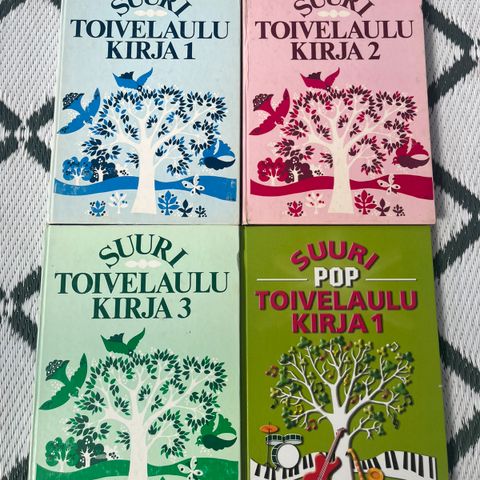 SUURI
TOIVELAULU
KIRJA 1
SUURI
TOIVELAULU
KIRJA 2
SUURI
TOIVELAULU
KIRJA 3
SUURI
POP
TOIVELAULU
KIRJA 1